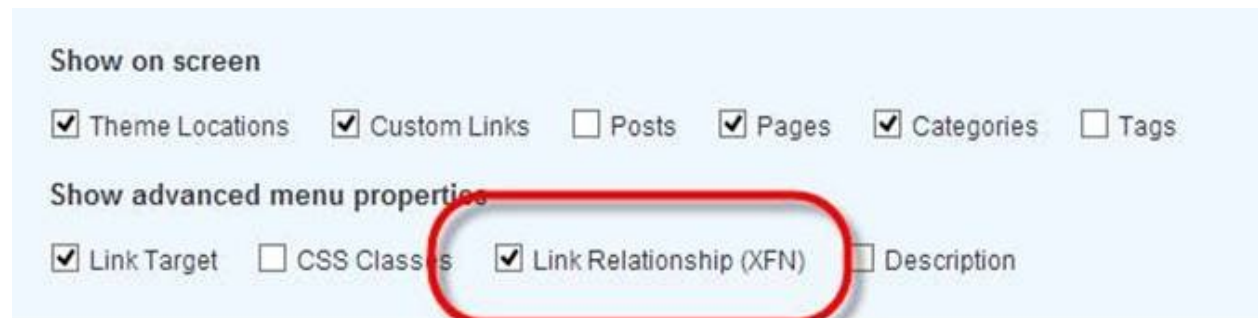 Show on screen
Theme Locations Custom Links Posts Pages Categories Tags
Show advanced menu properties
Link Target CSS Classes Link Relationship (XFN) Description